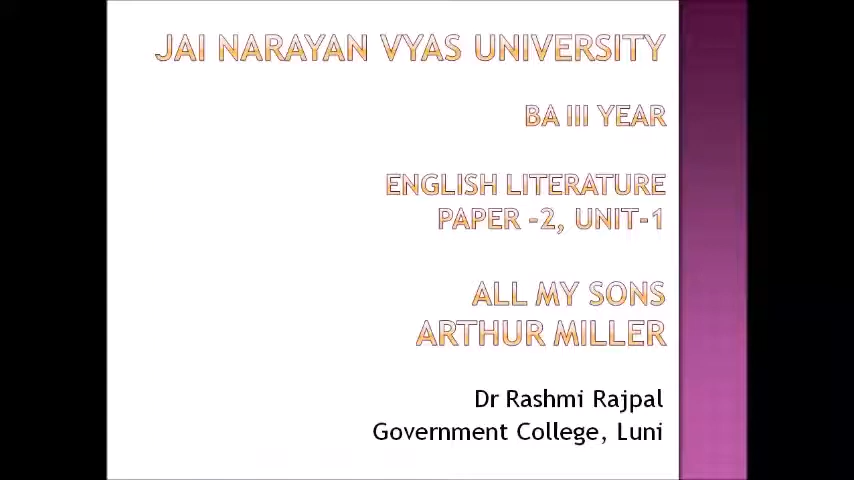 JAI NARAYAN VYAS UNIVERSITY
BA III YEAR
ENGLISH LITERATURE
PAPER -2, UNIT-1
ALL MY SONS
ARTHUR MILLER
Dr Rashmi Rajpal
Government College, Luni